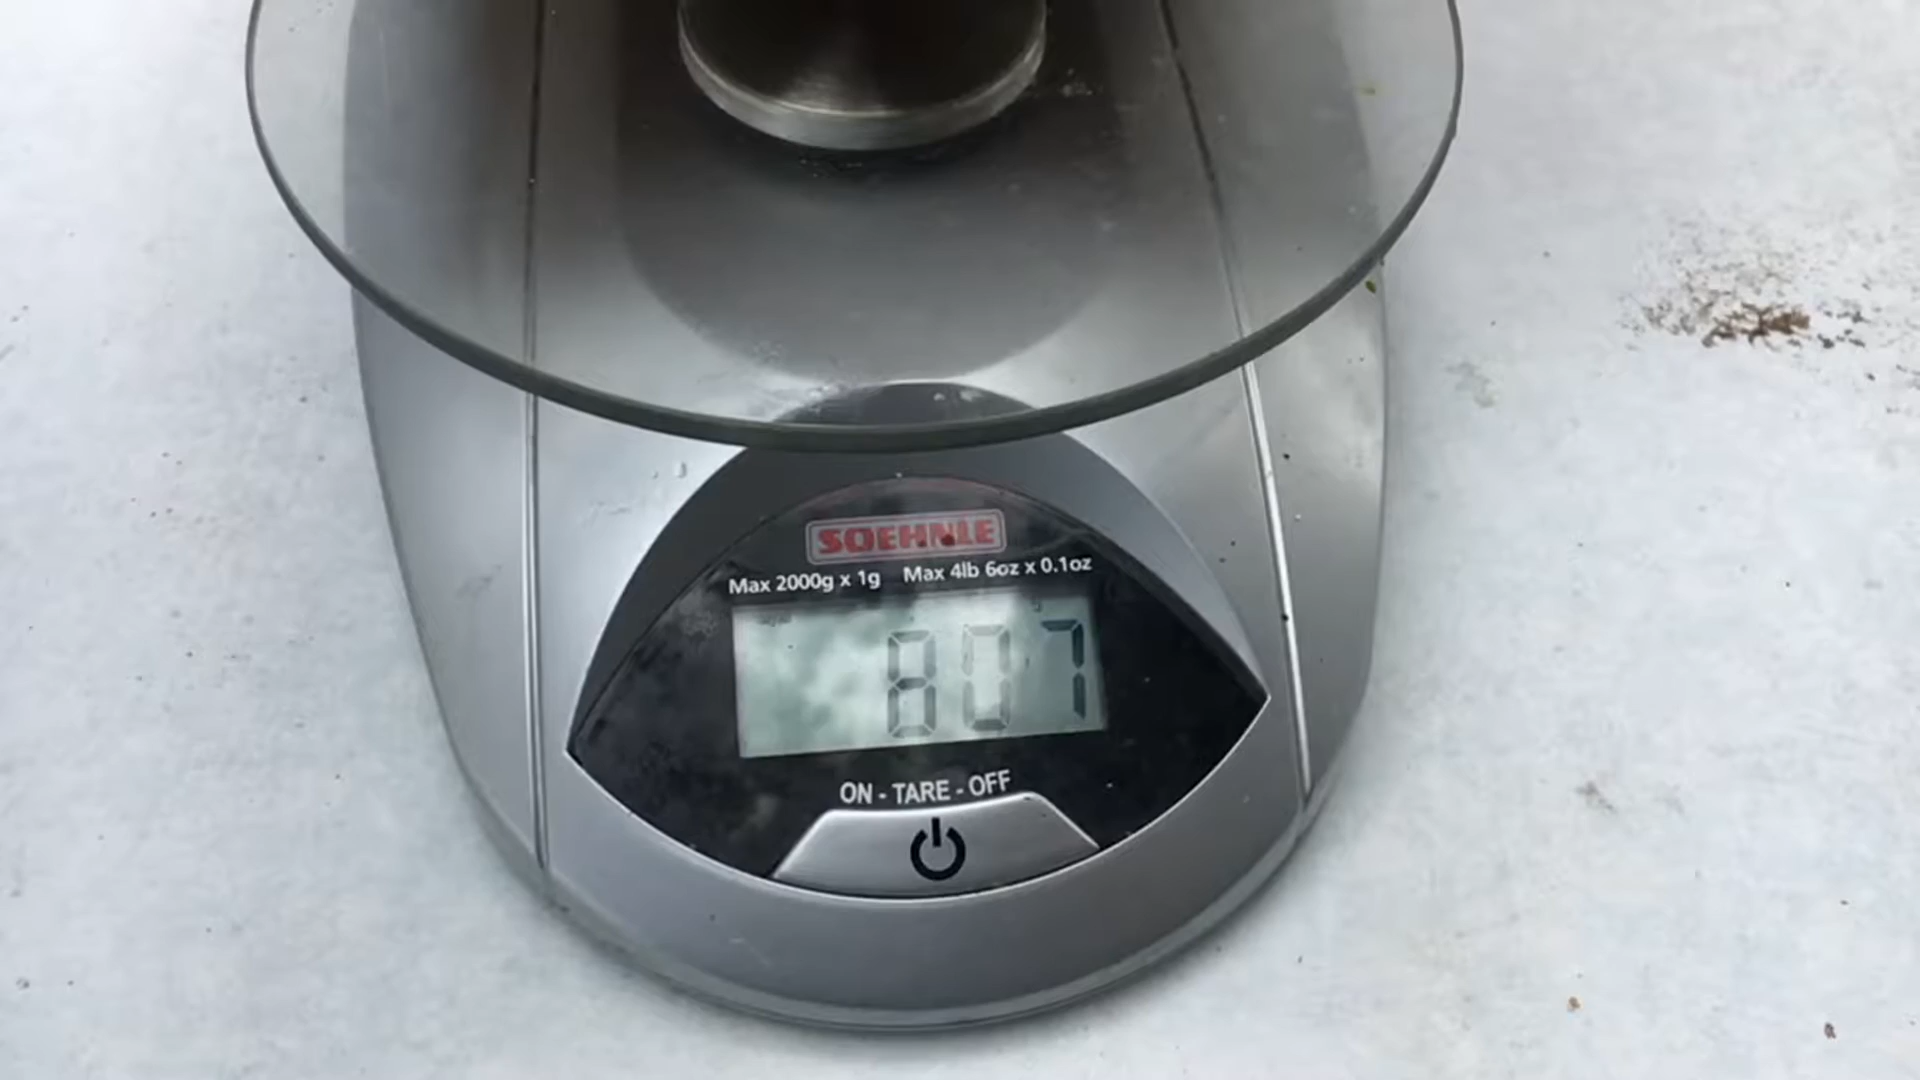 SOEHNLE
Max 2000g x 1g Max 4lb 6oz x 0.1oz
g
807
ON - TARE - OFF